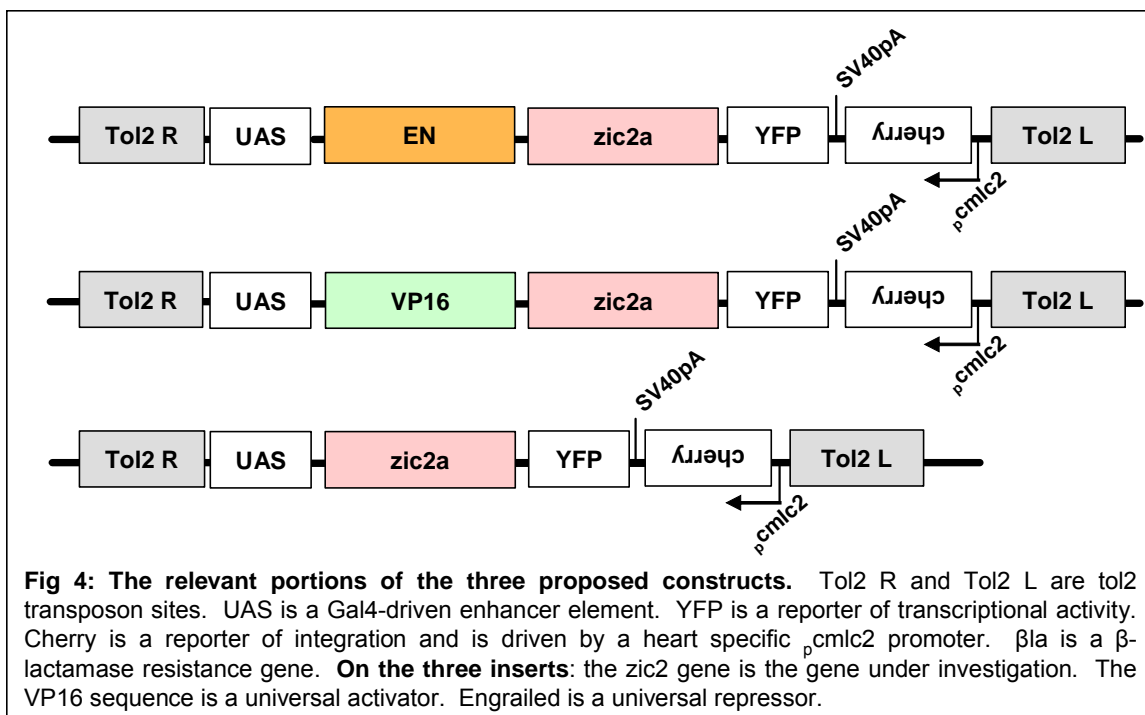 SV40pA
Tol2 R UAS EN zic2a YFP cherry Tol2 L
pcmlc2
SV40pA
Tol2 R UAS VP16 zic2a YFP cherry Tol2 L
pcmlc2
SV40pA
Tol2 R UAS zic2a YFP cherry Tol2 L
pcmlc2
Fig 4: The relevant portions of the three proposed constructs. Tol2 R and Tol2 L are tol2
transposon sites. UAS is a Gal4-driven enhancer element. YFP is a reporter of transcriptional activity.
Cherry is a reporter of integration and is driven by a heart specific pcmlc2 promoter. βla is a β-
lactamase resistance gene. On the three inserts: the zic2 gene is the gene under investigation. The
VP16 sequence is a universal activator. Engrailed is a universal repressor.